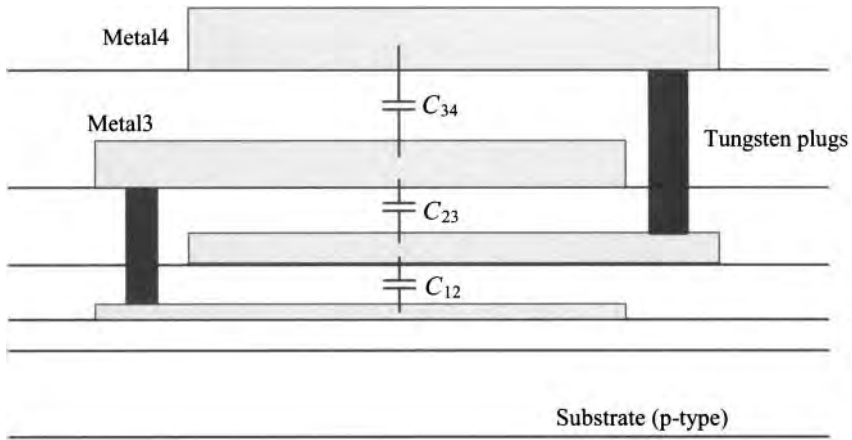 Metal4
C34
Metal3
Tungsten plugs
C23
C12
Substrate (p-type)